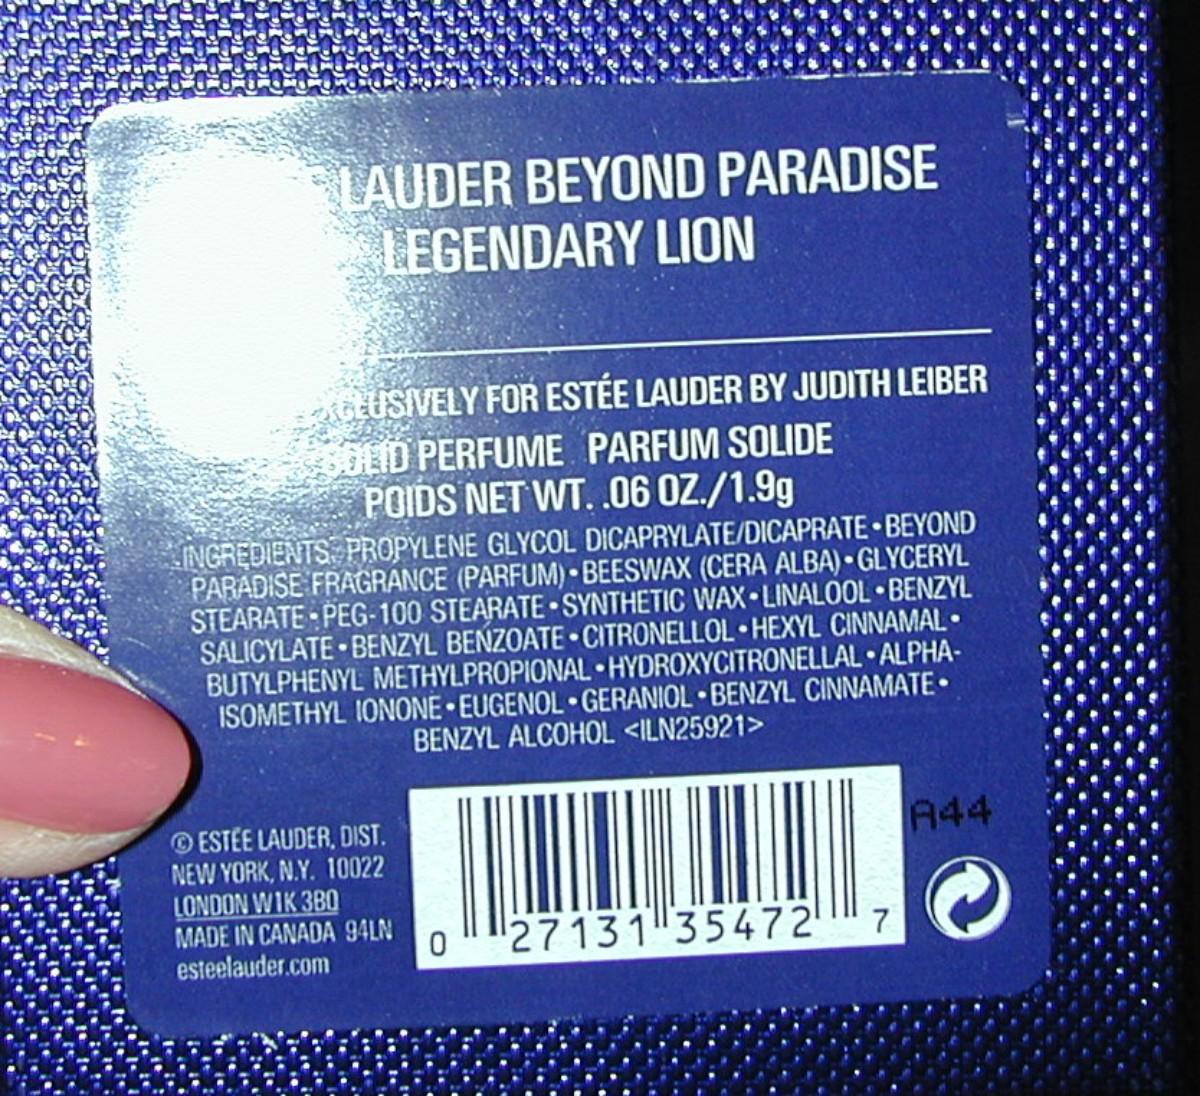 LAUDER BEYOND PARADISE
LEGENDARY LION
FOR ESTÉE LAUDER BY JUDITH LEIBER
SOLID PERFUME PARFUM SOLIDE
POIDS NET WT. .06 OZ./1.9g
INGREDIENTS: PROPYLENE GLYCOL DICAPRYLATE/DICAPRATE • BEYOND
PARADISE FRAGRANCE (PARFUM) • BEESWAX (CERA ALBA) • GLYCERYL
STEARATE • PEG-100 STEARATE • SYNTHETIC WAX • LINALOOL • BENZYL
SALICYLATE • BENZYL BENZOATE • CITRONELLOL • HEXYL CINNAMAL •
BUTYLPHENYL METHYLPROPIONAL • HYDROXYCITRONELLAL • ALPHA-
ISOMETHYL IONONE • EUGENOL • GERANIOL • BENZYL CINNAMATE •
BENZYL ALCOHOL <ILN25921>
A44
© ESTÉE LAUDER, DIST.
NEW YORK, N.Y. 10022
LONDON W1K 3BQ
MADE IN CANADA 94LN
esteelauder.com
0 27131 35472 7